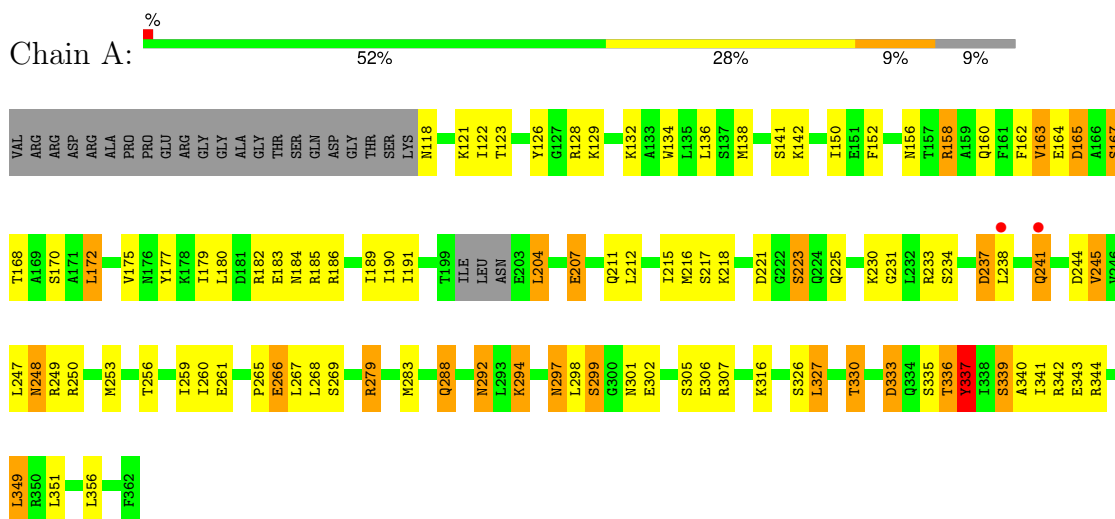 %
Chain A:
52% 28% 9% 9%
VAL ARG ARG ASP ARG ALA PRO PRO GLU ARG GLY GLY ALA GLY THR SER GLN ASP GLY THR SER LYS N118 K121 I122 T123 Y126 G127 R128 K129 K132 A133 W134 L135 L136 S137 M138 S141 K142 I150 E151 F152 N156 T157 R158 A159 Q160 F161 F162 V163 E164 D165 A166 S167
T168 A169 S170 A171 L172 V175 N176 Y177 K178 I179 L180 D181 R182 E183 N184 R185 R186 I189 I190 I191 T199 ILE LEU ASN E203 L204 E207 Q211 L212 I215 M216 S217 K218 D221 G222 S223 Q224 Q225 K230 G231 L232 R233 S234 D237 L238 Q241 D244 V245 V246
L247 N248 R249 R250 M253 T256 I259 I260 E261 P265 E266 L267 L268 S269 R279 M283 Q288 N292 L293 K294 N297 L298 S299 G300 N301 E302 S305 E306 R307 K316 S326 L327 T330 D333 Q334 S335 T336 Y337 I338 S339 A340 I341 R342 E343 R344
L349 R350 L351 L356 F362